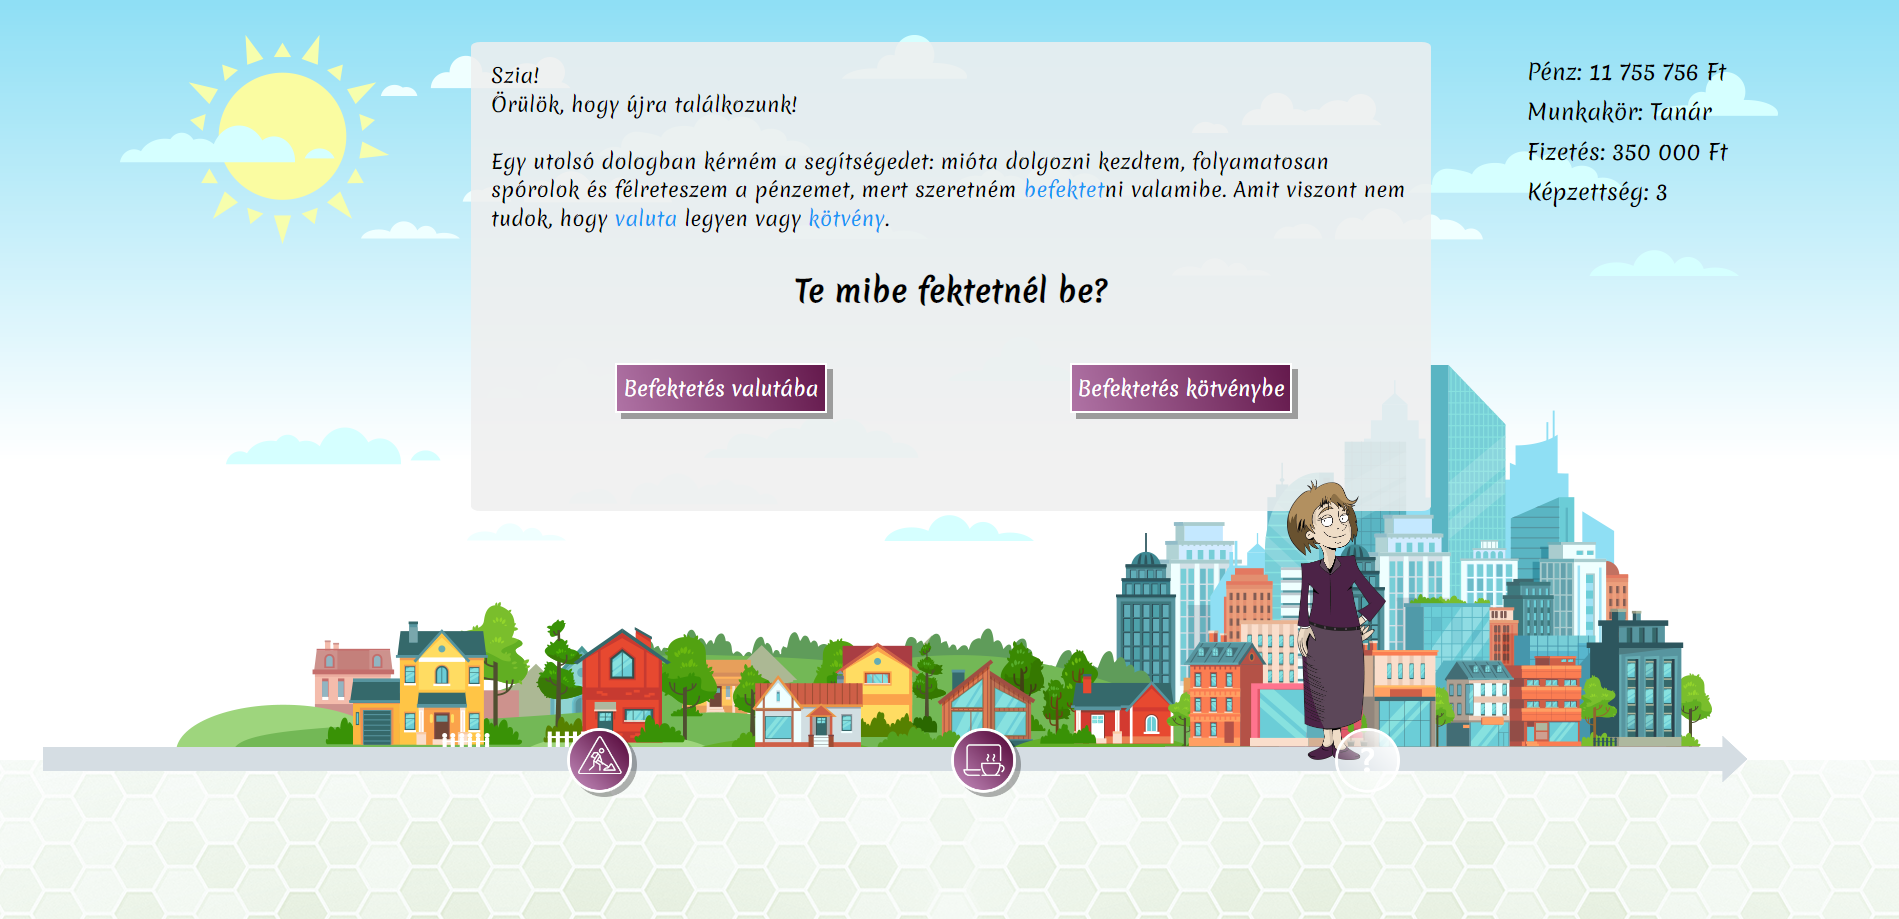 Szia!
Örülök, hogy újra találkozunk!
Egy utolsó dologban kérném a segítségedet: mióta dolgozni kezdtem, folyamatosan
spórolok és félreteszem a pénzemet, mert szeretném befektetni valamibe. Amit viszont nem
tudok, hogy valuta legyen vagy kötvény.
Te mibe fektetnél be?
Befektetés valutába
Befektetés kötvénybe
Pénz: 11 755 756 Ft
Munkakör: Tanár
Fizetés: 350 000 Ft
Képzettség: 3
?